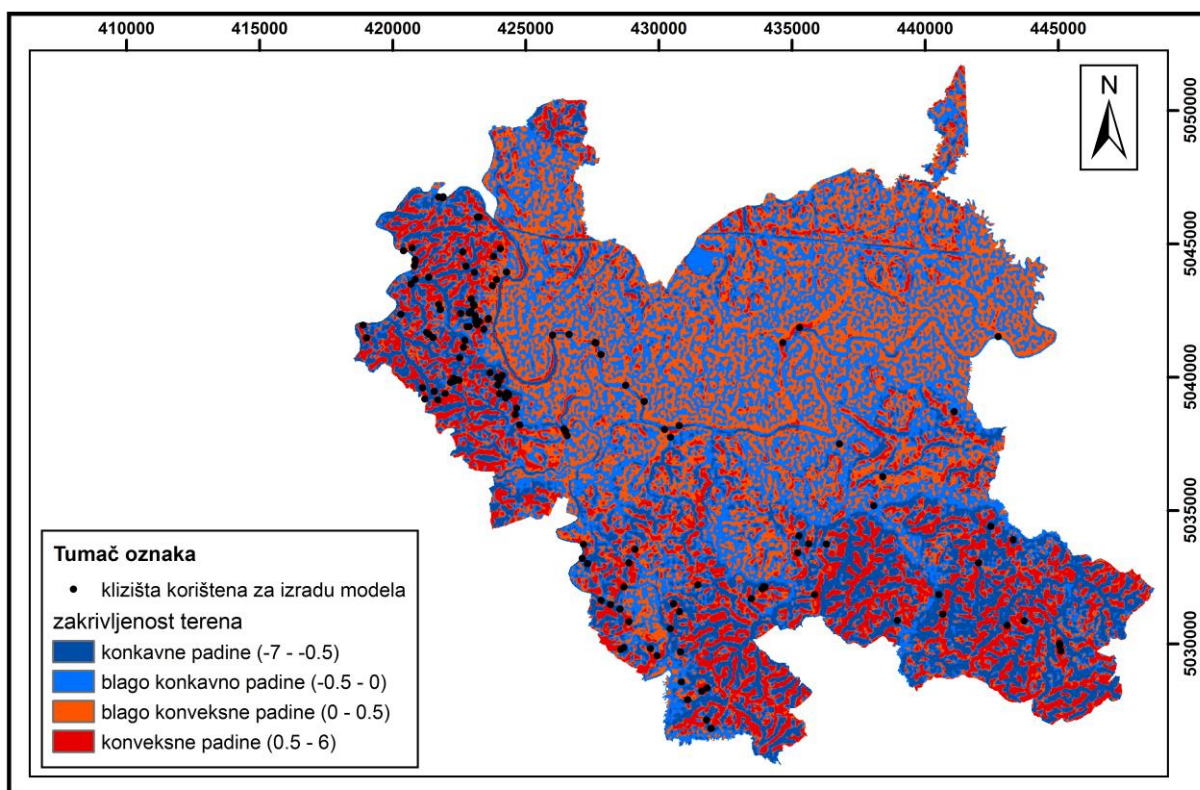 410000 415000 420000 425000 430000 435000 440000 445000
N
5050000
5045000
5040000
5035000
5030000
Tumač oznaka
klizišta korištena za izradu modela
zakrivljenost terena
konkavne padine (-7 - -0.5)
blago konkavno padine (-0.5 - 0)
blago konveksne padine (0 - 0.5)
konveksne padine (0.5 - 6)